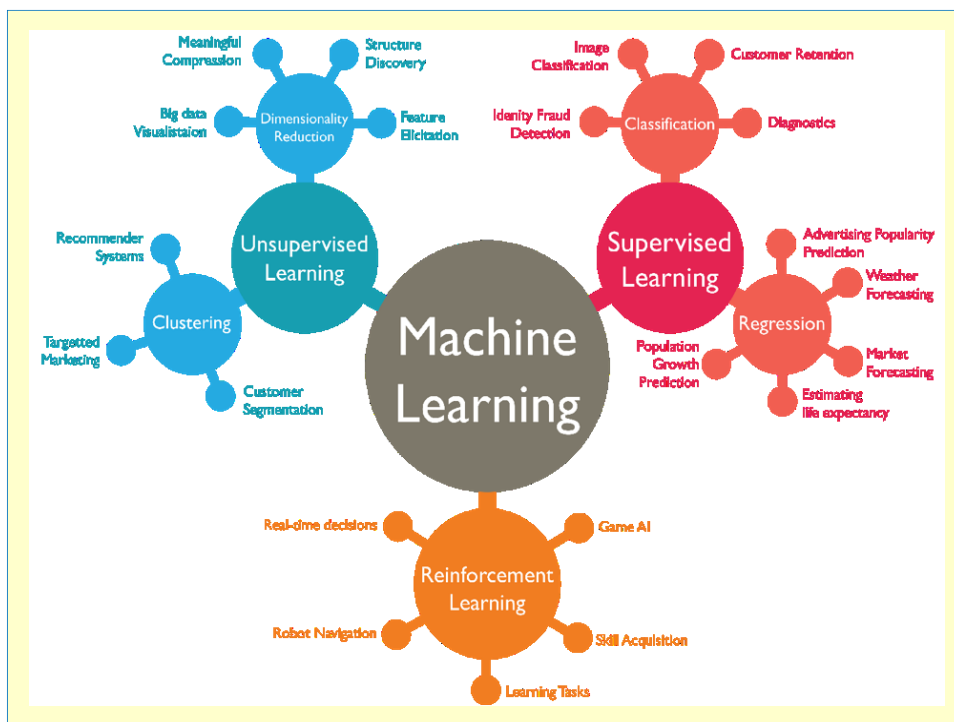 Meaningful
Compression
Structure
Discovery
Big data
Visualistaion
Dimensionality
Reduction
Feature
Elicitation
Unsupervised
Learning
Recommender
Systems
Clustering
Targetted
Marketing
Customer
Segmentation
Machine
Learning
Image
Classification
Customer Retention
Idenity Fraud
Detection
Classification
Diagnostics
Supervised
Learning
Advertising Popularity
Prediction
Weather
Forecasting
Regression
Population
Growth
Prediction
Market
Forecasting
Estimating
life expectancy
Real-time decisions
Game AI
Reinforcement
Learning
Robot Navigation
Skill Acquisition
Learning Tasks